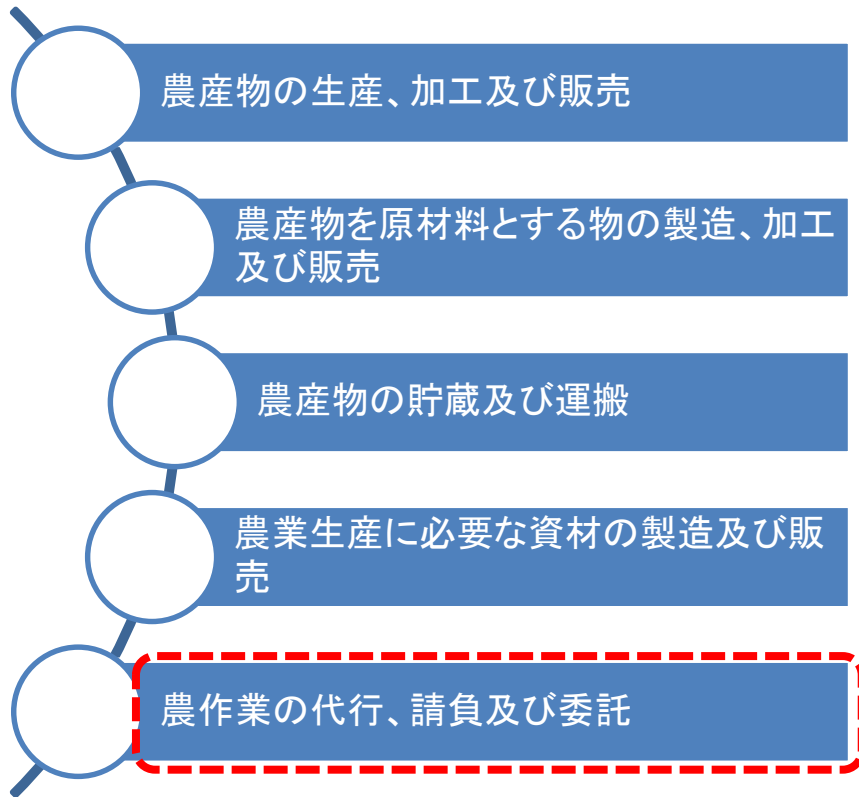 農産物の生産、加工及び販売
農産物を原材料とする物の製造、加工
及び販売
農産物の貯蔵及び運搬
農業生産に必要な資材の製造及び販
売
農作業の代行、請負及び委託